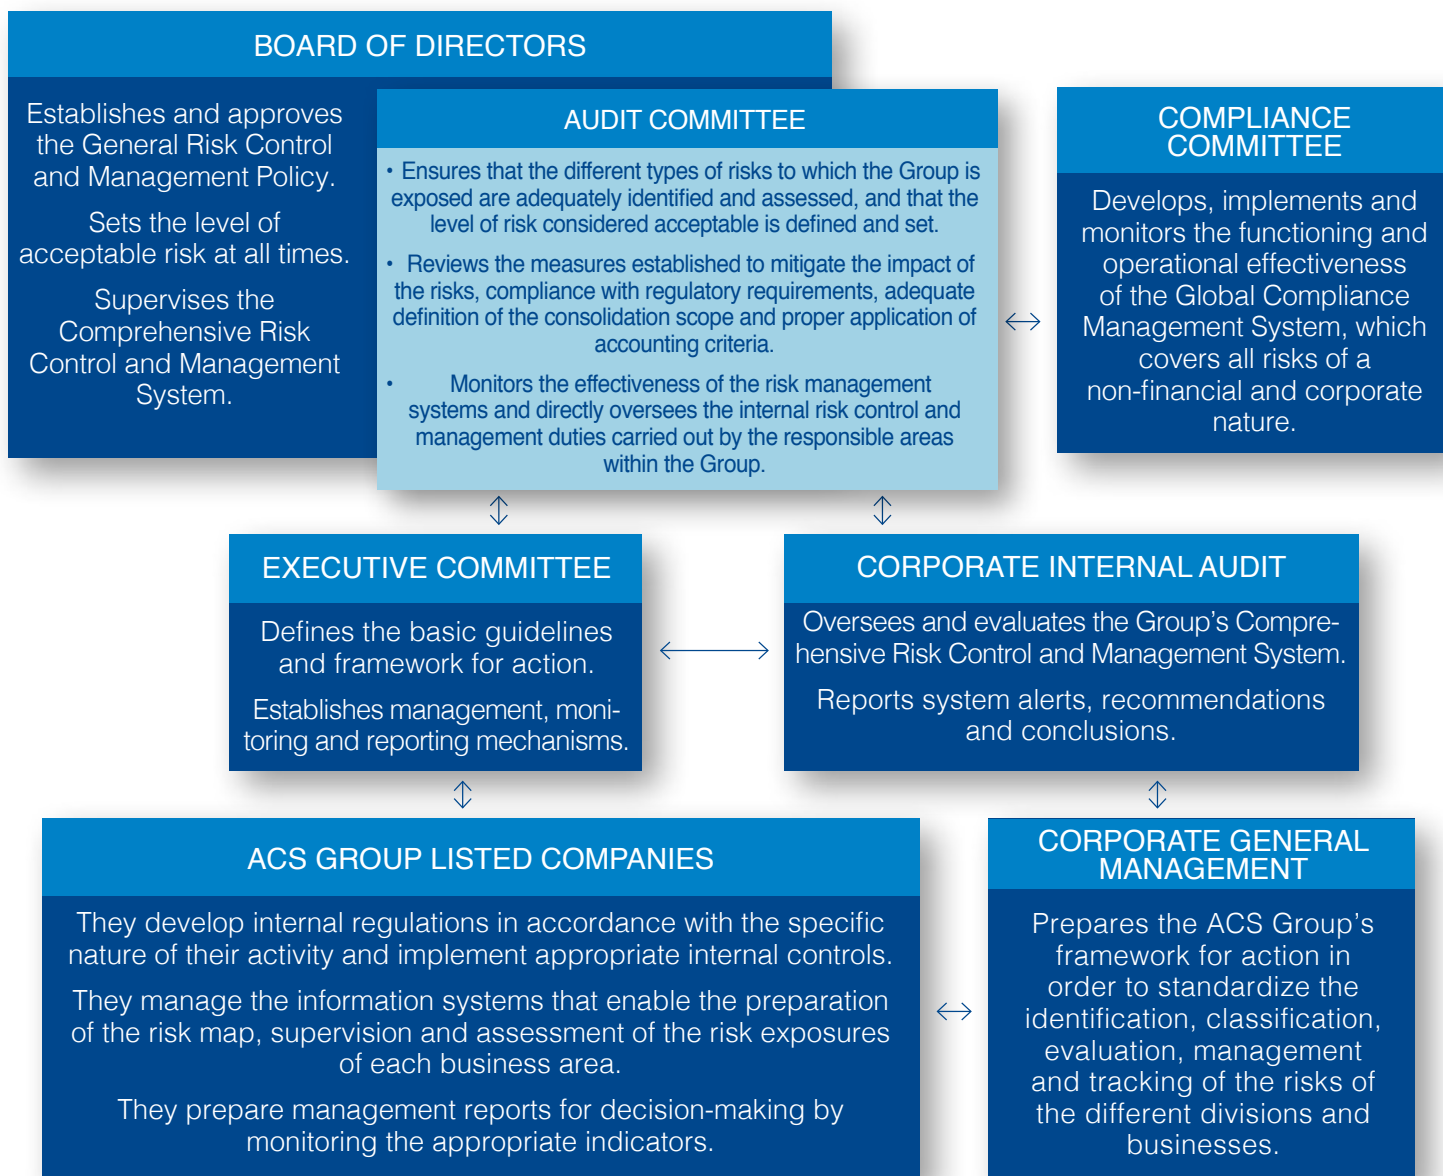 BOARD OF DIRECTORS
Establishes and approves
the General Risk Control
and Management Policy.
Sets the level of
acceptable risk at all times.
Supervises the
Comprehensive Risk
Control and Management
System.
AUDIT COMMITTEE
• Ensures that the different types of risks to which the Group is
exposed are adequately identified and assessed, and that the
level of risk considered acceptable is defined and set.
• Reviews the measures established to mitigate the impact of
the risks, compliance with regulatory requirements, adequate
definition of the consolidation scope and proper application of
accounting criteria.
• Monitors the effectiveness of the risk management
systems and directly oversees the internal risk control and
management duties carried out by the responsible areas
within the Group.
COMPLIANCE
COMMITTEE
Develops, implements and
monitors the functioning and
operational effectiveness
of the Global Compliance
Management System, which
covers all risks of a
non-financial and corporate
nature.
EXECUTIVE COMMITTEE
Defines the basic guidelines
and framework for action.
Establishes management, moni-
toring and reporting mechanisms.
CORPORATE INTERNAL AUDIT
Oversees and evaluates the Group's Compre-
hensive Risk Control and Management System.
Reports system alerts, recommendations
and conclusions.
ACS GROUP LISTED COMPANIES
They develop internal regulations in accordance with the specific
nature of their activity and implement appropriate internal controls.
They manage the information systems that enable the preparation
of the risk map, supervision and assessment of the risk exposures
of each business area.
They prepare management reports for decision-making by
monitoring the appropriate indicators.
CORPORATE GENERAL
MANAGEMENT
Prepares the ACS Group's
framework for action in
order to standardize the
identification, classification,
evaluation, management
and tracking of the risks of
the different divisions and
businesses.